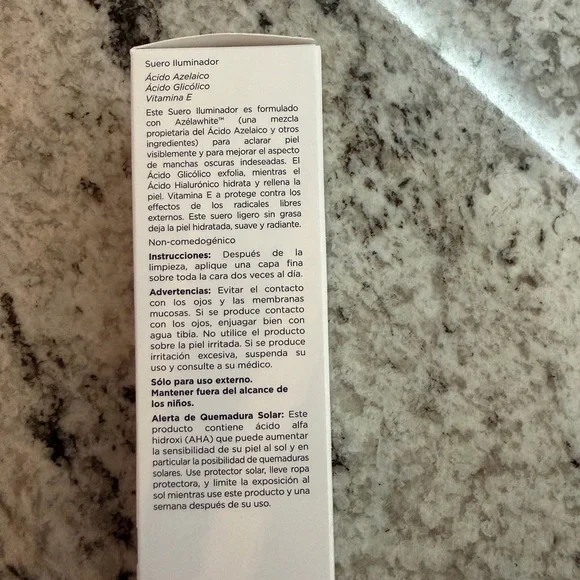 Suero Iluminador
Ácido Azelaico
Ácido Glicólico
Vitamina E
Este Suero Iluminador es formulado
con Azélawhite™ (una mezcla
propietaria del Ácido Azelaico y otros
ingredientes) para aclarar piel
visiblemente y para mejorar el aspecto
de manchas oscuras indeseadas. El
Ácido Glicólico exfolia, mientras el
Ácido Hialurónico hidrata y rellena la
piel. Vitamina E a protege contra los
effectos de los radicales libres
externos. Este suero ligero sin grasa
deja la piel hidratada, suave y radiante.
Non-comedogénico
Instrucciones: Después de la
limpieza, aplique una capa fina
sobre toda la cara dos veces al día.
Advertencias: Evitar el contacto
con los ojos y las membranas
mucosas. Si se produce contacto
con los ojos, enjuagar bien con
agua tibia. No utilice el producto
sobre la piel irritada. Si se produce
irritación excesiva, suspenda su
uso y consulte a su médico.
Sólo para uso externo.
Mantener fuera del alcance de
los niños.
Alerta de Quemadura Solar: Este
producto contiene ácido alfa
hidroxi (AHA) que puede aumentar
la sensibilidad de su piel al sol y en
particular la posibilidad de quemaduras
solares. Use protector solar, lleve ropa
protectora, y limite la exposición al
sol mientras use este producto y una
semana después de su uso.